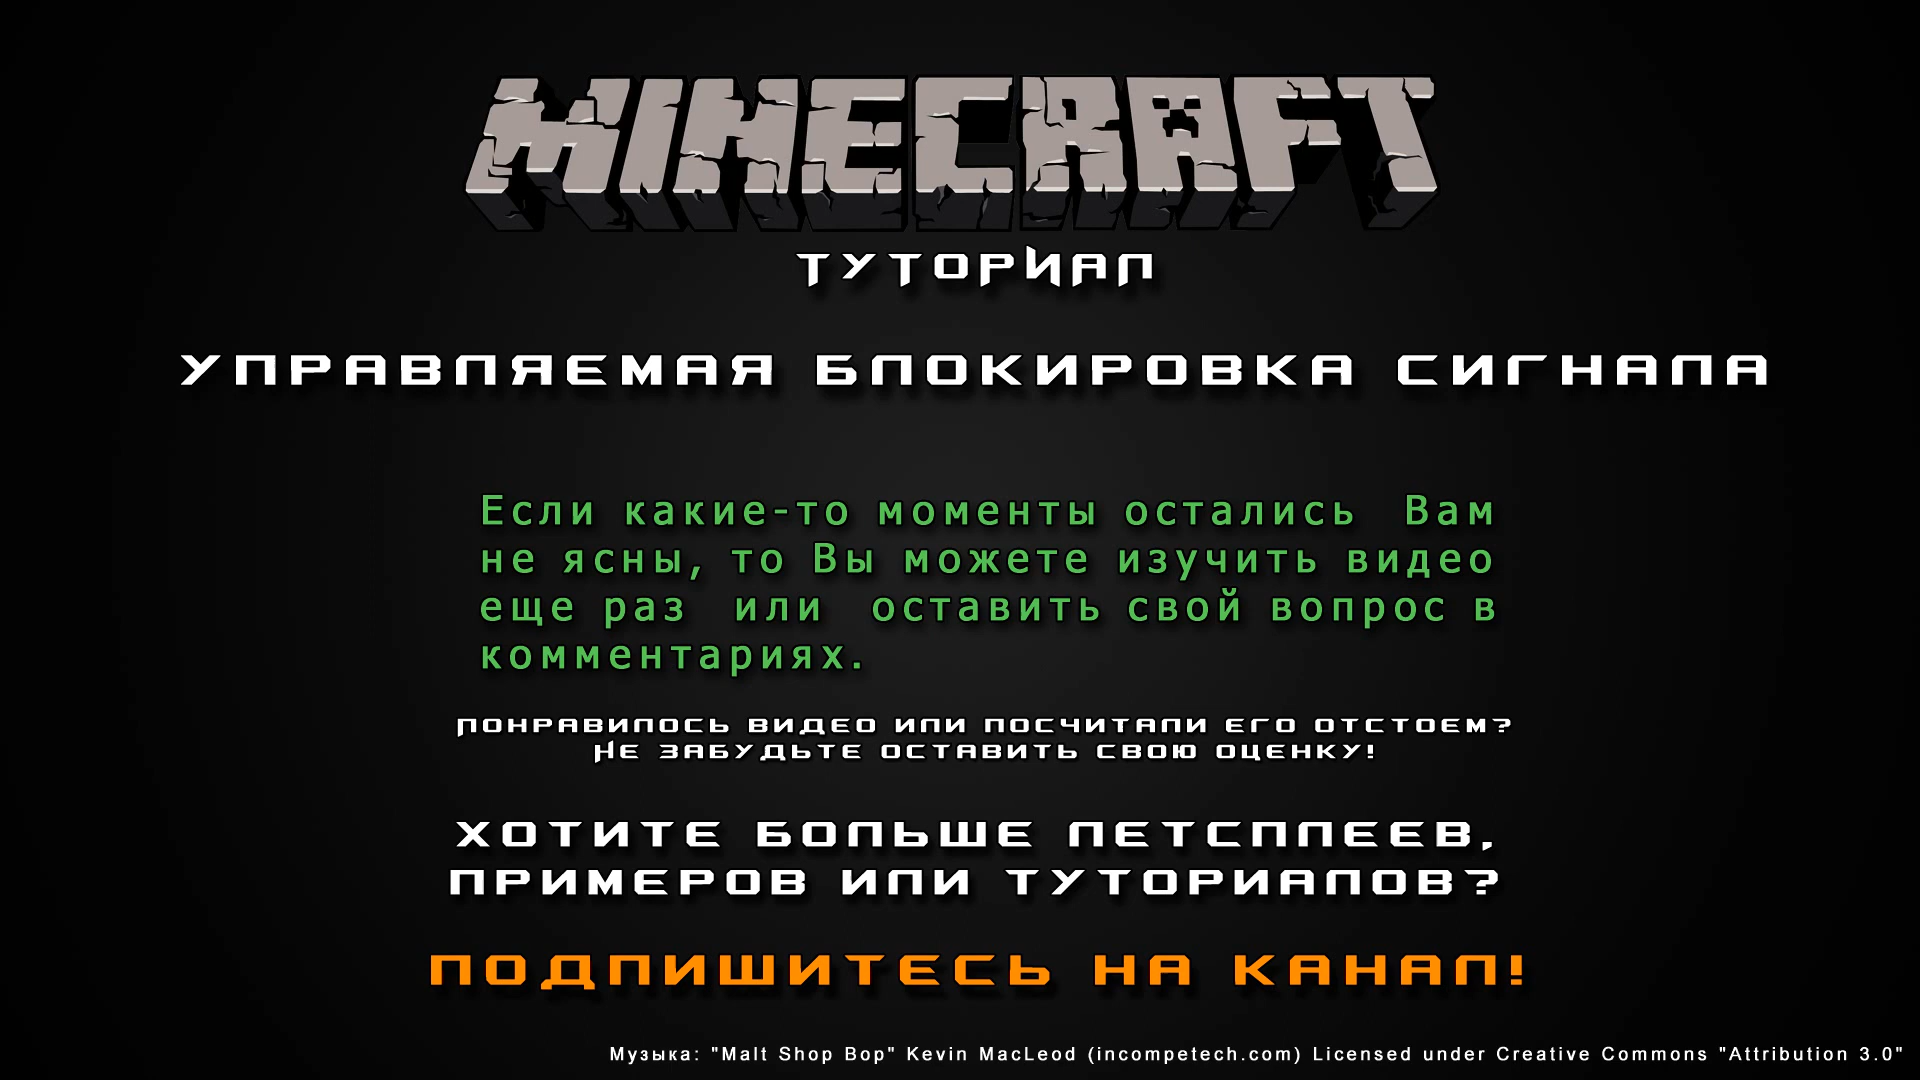 MINECRAFT
ТУТОРИАЛ
УПРАВЛЯЕМАЯ БЛОКИРОВКА СИГНАЛА
Если какие-то моменты остались Вам
не ясны, то Вы можете изучить видео
еще раз или оставить свой вопрос в
комментариях.
ПОНРАВИЛОСЬ ВИДЕО ИЛИ ПОСЧИТАЛИ ЕГО ОТСТОЕМ?
НЕ ЗАБУДЬТЕ ОСТАВИТЬ СВОЮ ОЦЕНКУ!
ХОТИТЕ БОЛЬШЕ ЛЕТСПЛЕЕВ,
ПРИМЕРОВ ИЛИ ТУТОРИАЛОВ?
ПОДПИШИТЕСЬ НА КАНАЛ!
Музыка: "Malt Shop Bop" Kevin MacLeod (incompetech.com) Licensed under Creative Commons "Attribution 3.0"